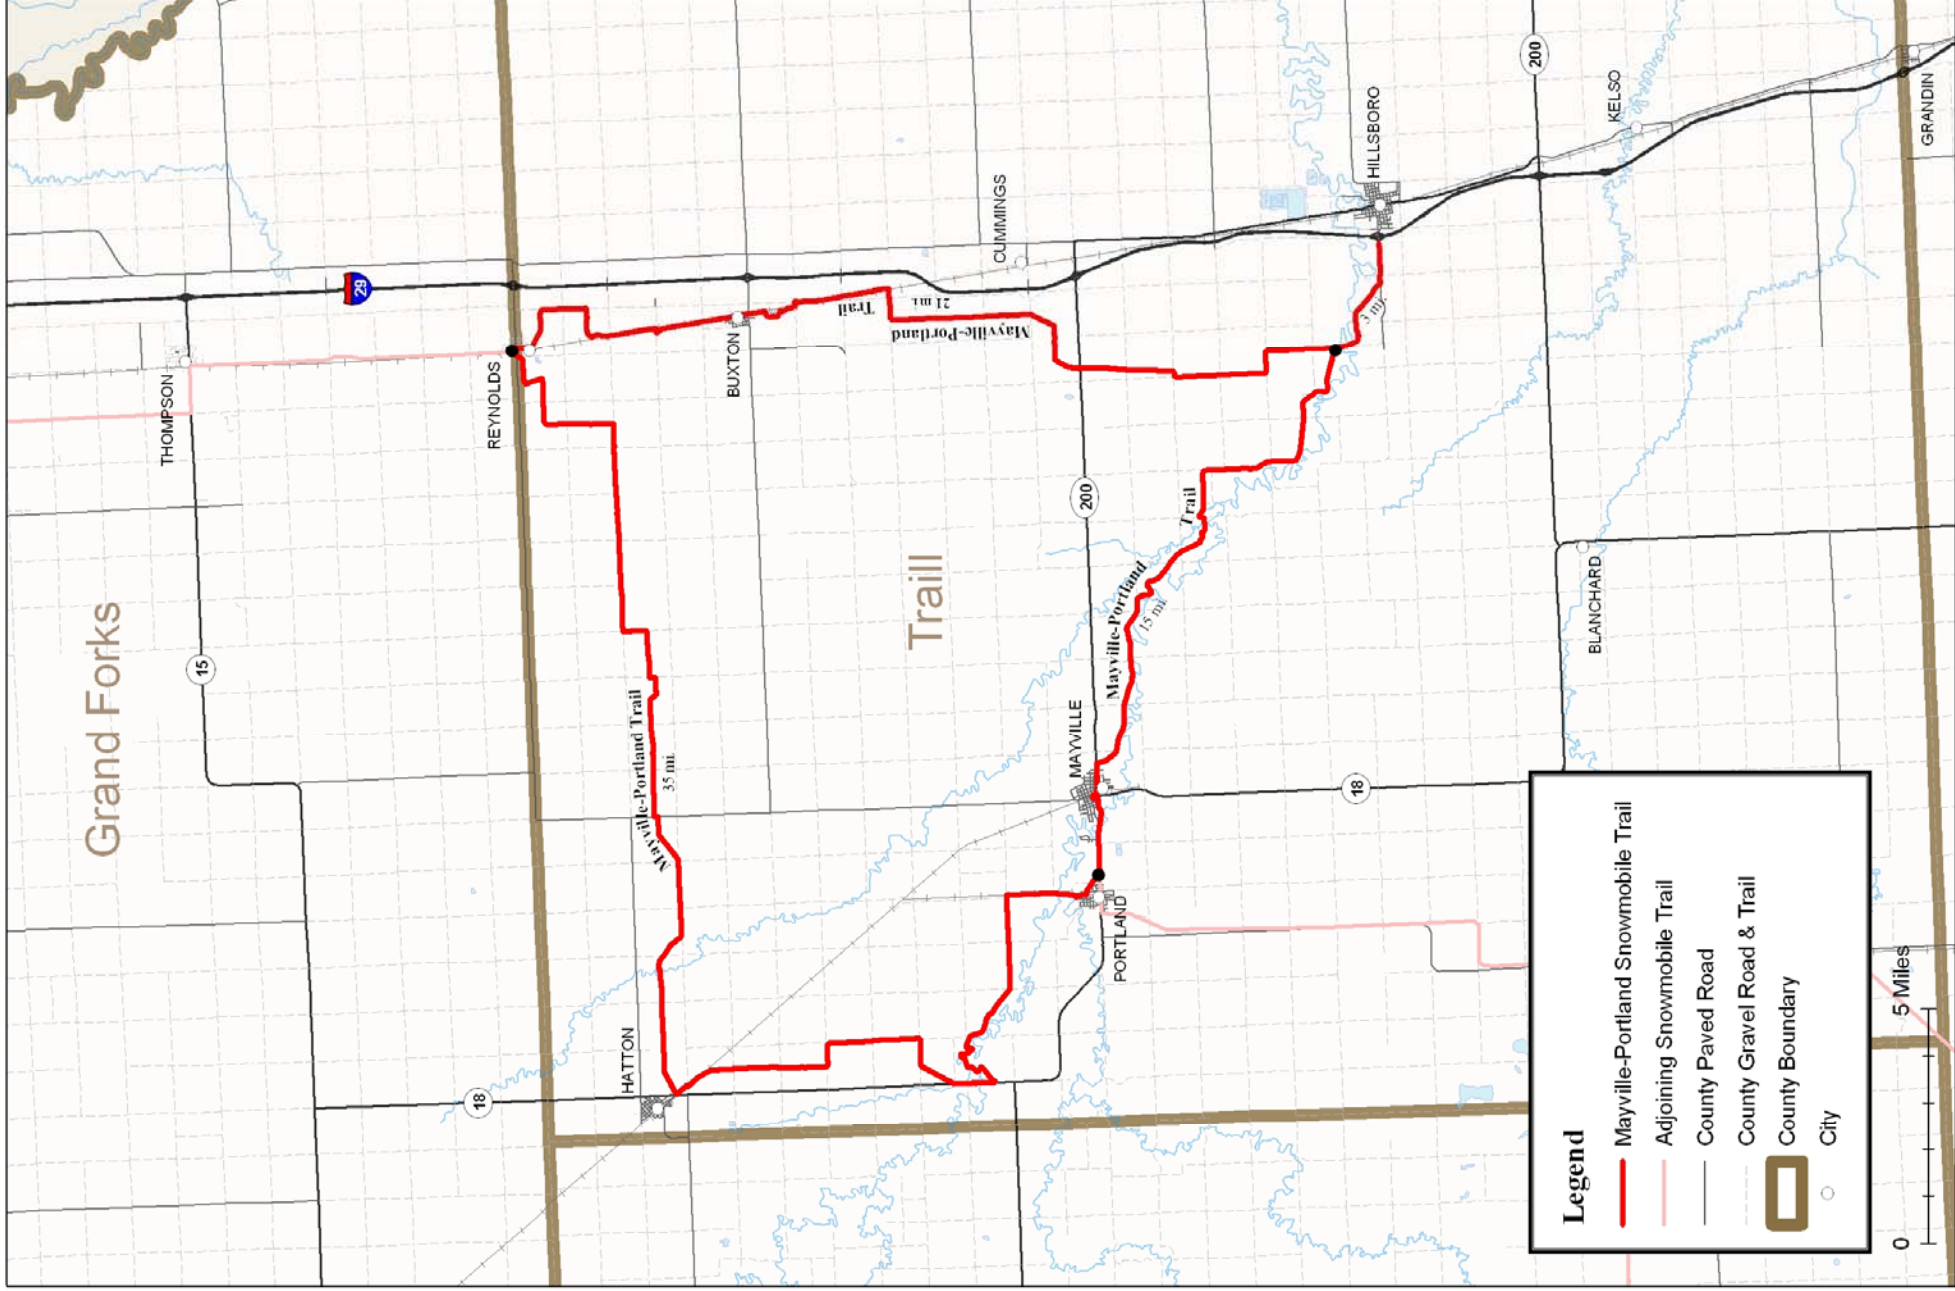 Grand Forks
Traill
THOMPSON
REYNOLDS
BUXTON
CUMMINGS
HILLSBORO
KELSO
GRANDIN
HATTON
MAYVILLE
PORTLAND
BLANCHARD
29
15
18
200
200
18
Mayville-Portland Trail
35 mi.
Mayville-Portland
Trail
21 mi.
Mayville-Portland
Trail
15 mi.
3 mi.
Legend
Mayville-Portland Snowmobile Trail
Adjoining Snowmobile Trail
County Paved Road
County Gravel Road & Trail
County Boundary
City
0 5 Miles